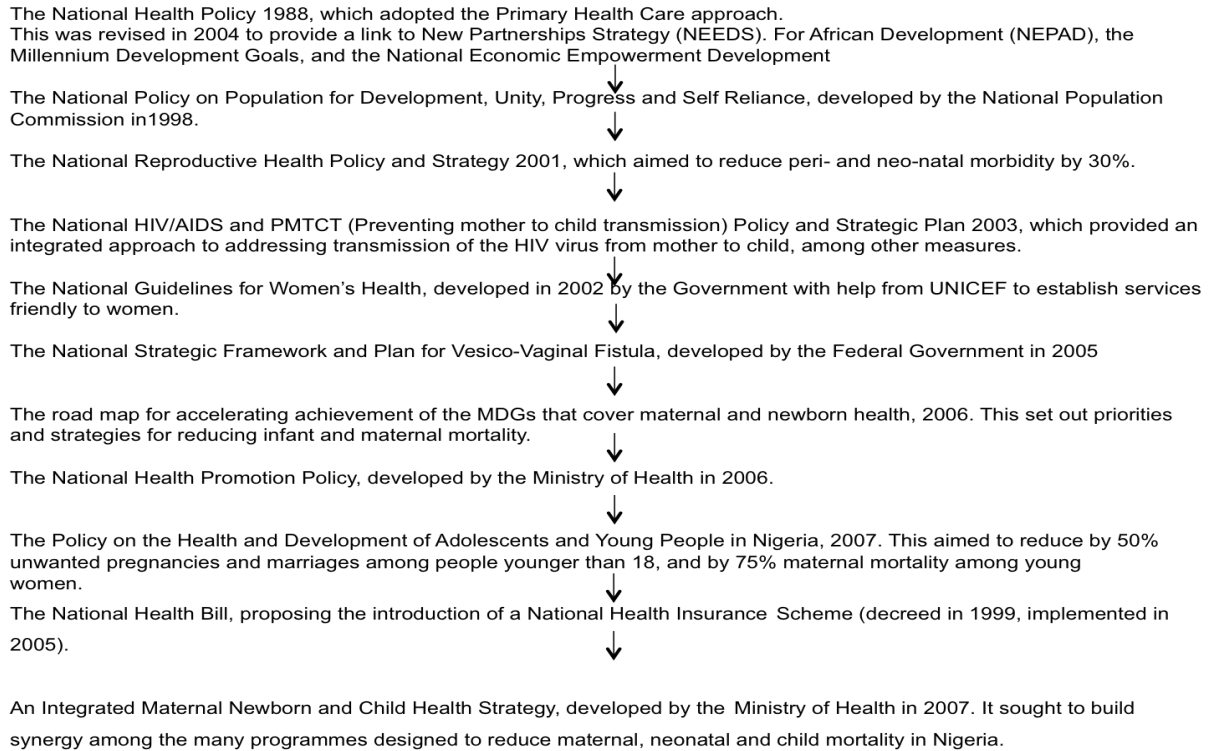 The National Health Policy 1988, which adopted the Primary Health Care approach.
This was revised in 2004 to provide a link to New Partnerships Strategy (NEEDS). For African Development (NEPAD), the
Millennium Development Goals, and the National Economic Empowerment Development
The National Policy on Population for Development, Unity, Progress and Self Reliance, developed by the National Population
Commission in1998.
The National Reproductive Health Policy and Strategy 2001, which aimed to reduce peri- and neo-natal morbidity by 30%.
The National HIV/AIDS and PMTCT (Preventing mother to child transmission) Policy and Strategic Plan 2003, which provided an
integrated approach to addressing transmission of the HIV virus from mother to child, among other measures.
The National Guidelines for Women's Health, developed in 2002 by the Government with help from UNICEF to establish services
friendly to women.
The National Strategic Framework and Plan for Vesico-Vaginal Fistula, developed by the Federal Government in 2005
The road map for accelerating achievement of the MDGs that cover maternal and newborn health, 2006. This set out priorities
and strategies for reducing infant and maternal mortality.
The National Health Promotion Policy, developed by the Ministry of Health in 2006.
The Policy on the Health and Development of Adolescents and Young People in Nigeria, 2007. This aimed to reduce by 50%
unwanted pregnancies and marriages among people younger than 18, and by 75% maternal mortality among young
women.
The National Health Bill, proposing the introduction of a National Health Insurance Scheme (decreed in 1999, implemented in
2005).
An Integrated Maternal Newborn and Child Health Strategy, developed by the Ministry of Health in 2007. It sought to build
synergy among the many programmes designed to reduce maternal, neonatal and child mortality in Nigeria.